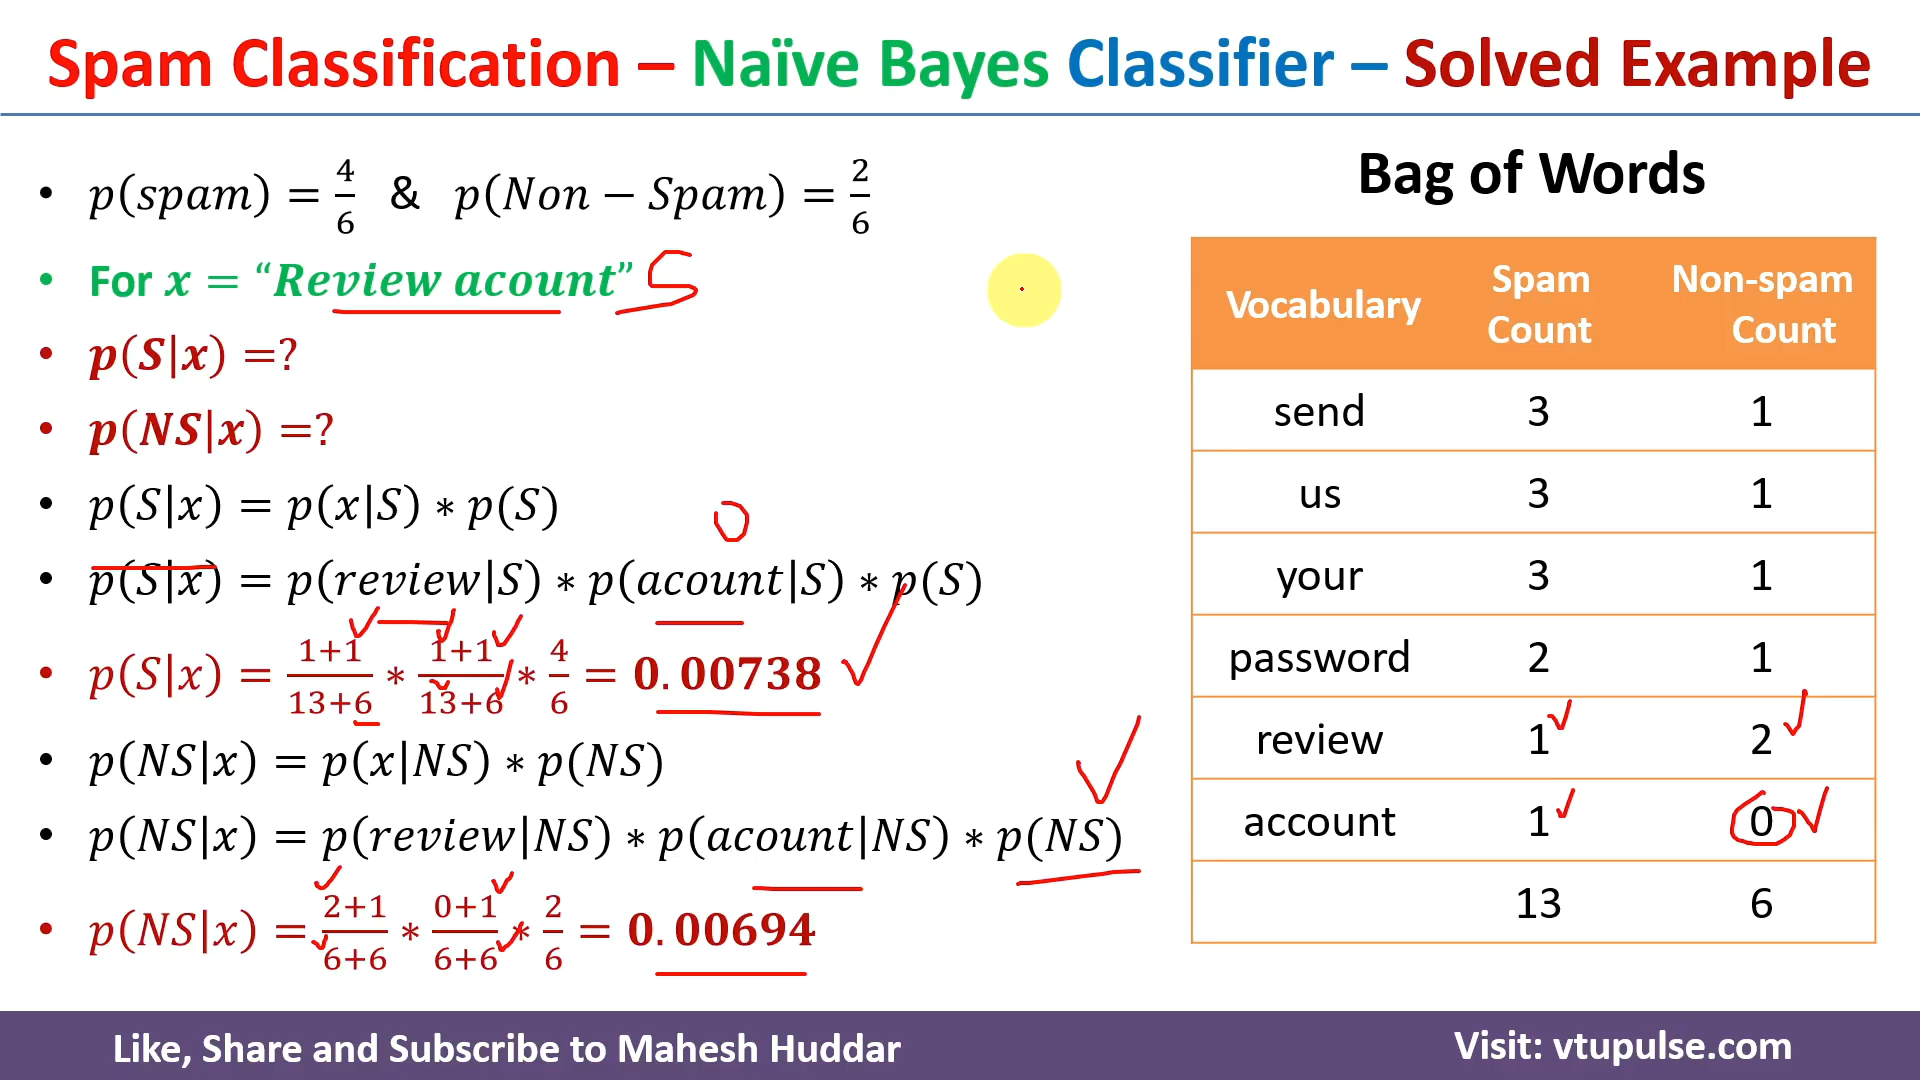 Spam Classification – Naïve Bayes Classifier – Solved Example
• p(spam) = 4/6 & p(Non − Spam) = 2/6
• For x = “Review acount” S
• p(S|x) =?
• p(NS|x) =?
• p(S|x) = p(x|S) ∗ p(S)
0
• p(S|x) = p(review|S) ∗ p(acount|S) ∗ p(S)
• p(S|x) = 1+1/13+6 ∗ 1+1/13+6 ∗ 4/6 = 0.00738
• p(NS|x) = p(x|NS) ∗ p(NS)
• p(NS|x) = p(review|NS) ∗ p(acount|NS) ∗ p(NS)
• p(NS|x) = 2+1/6+6 ∗ 0+1/6+6 ∗ 2/6 = 0.00694
Bag of Words
Vocabulary Spam Count Non-spam Count
send 3 1
us 3 1
your 3 1
password 2 1
review 1 2
account 1 0
13 6
Like, Share and Subscribe to Mahesh Huddar
Visit: vtupulse.com